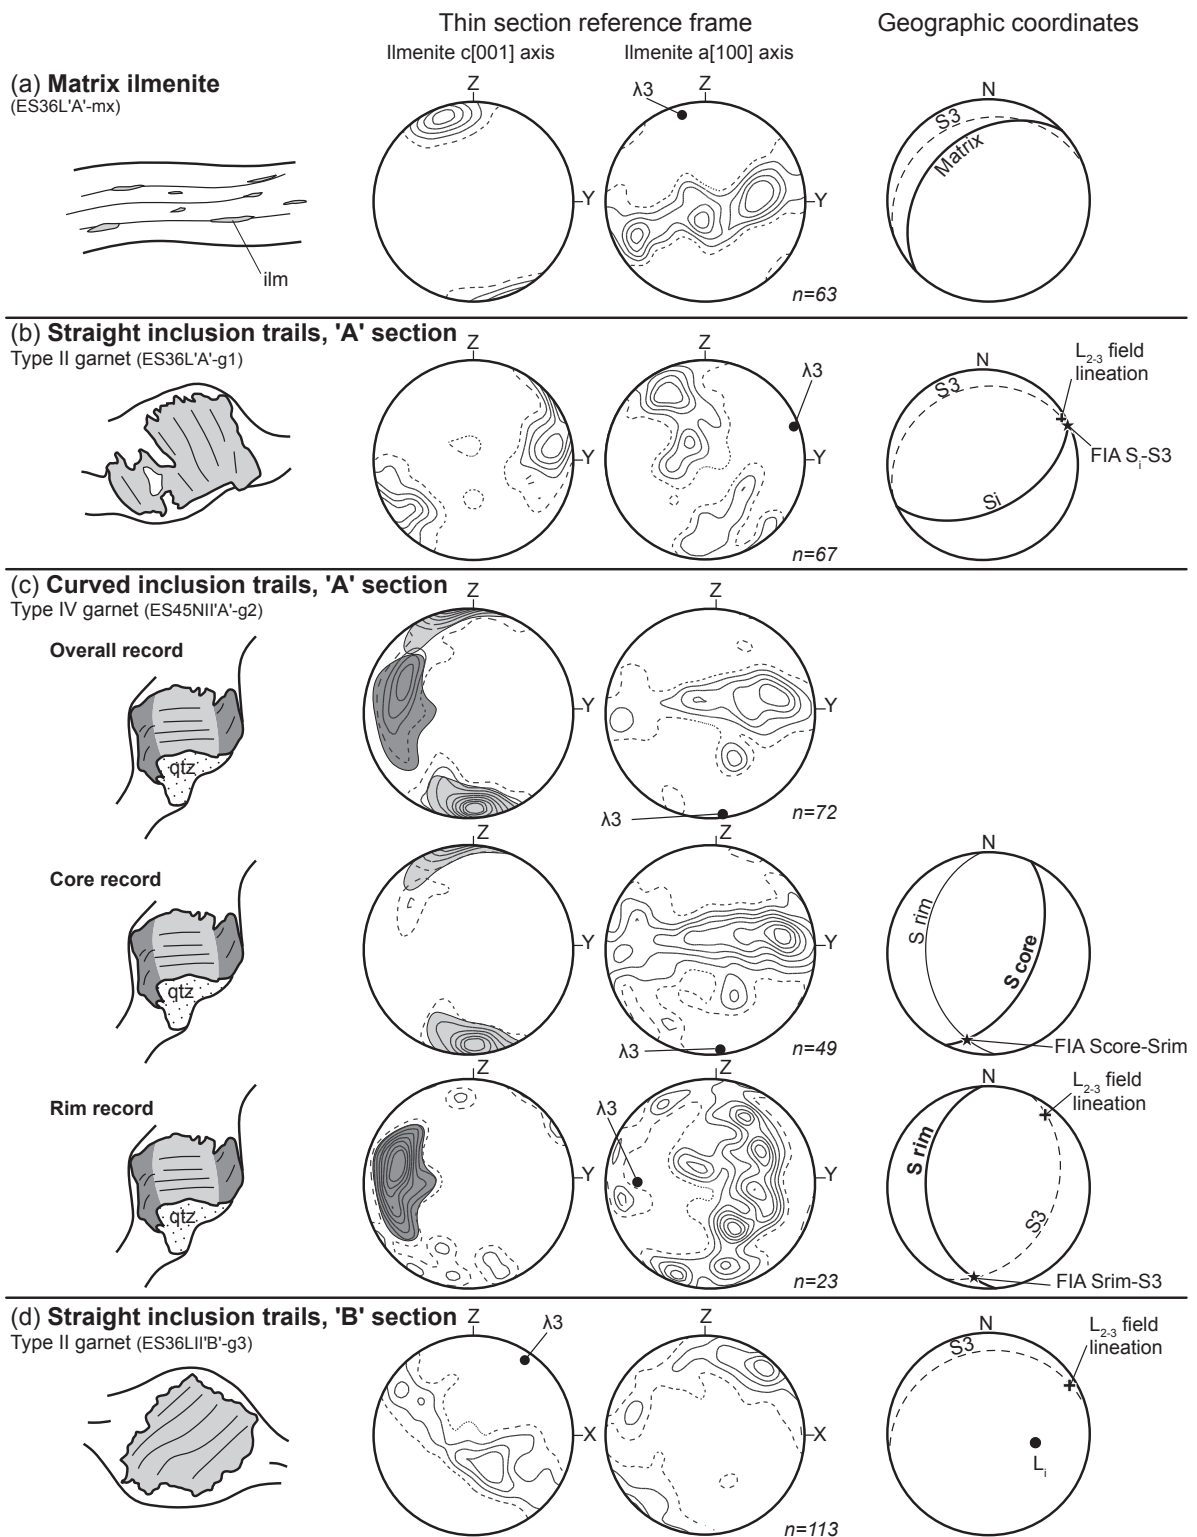 Thin section reference frame
Geographic coordinates
Ilmenite c[001] axis
Ilmenite a[100] axis
(a) Matrix ilmenite
(ES36L'A'-mx)
ilm
Z
Y
λ3
Z
Y
n=63
N
S3
Matrix
(b) Straight inclusion trails, 'A' section
Type II garnet (ES36L'A'-g1)
Z
Y
Z
λ3
Y
n=67
N
S3
Si
L2-3 field
lineation
FIA Si-S3
(c) Curved inclusion trails, 'A' section
Type IV garnet (ES45NII'A'-g2)
Overall record
qtz
Z
Y
Z
Y
λ3
n=72
Core record
qtz
Z
Y
Z
Y
λ3
n=49
N
S rim
S core
FIA Score-Srim
Rim record
qtz
Z
Y
Z
λ3
Y
n=23
N
S rim
S3
L2-3 field
lineation
FIA Srim-S3
(d) Straight inclusion trails, 'B' section
Type II garnet (ES36LII'B'-g3)
Z
λ3
X
Z
X
n=113
N
S3
L2-3 field
lineation
Li